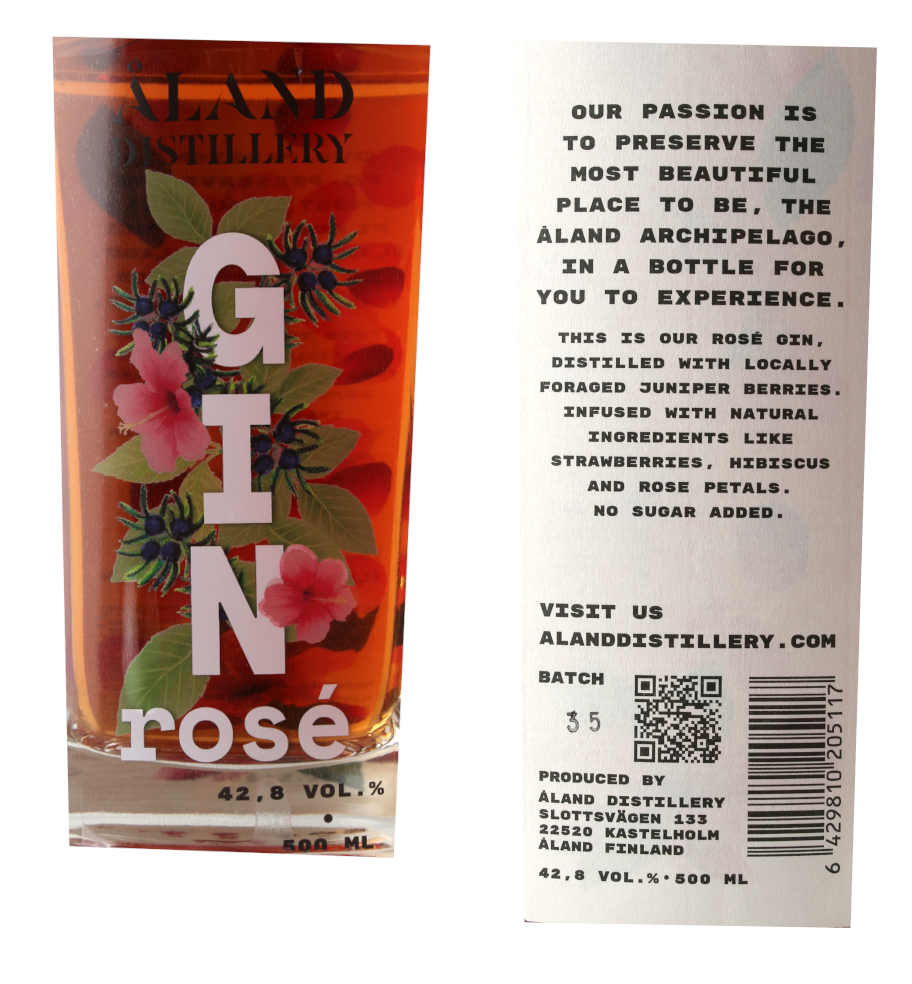 ÅLAND
DISTILLERY
GIN
rosé
42,8 VOL.%
•
500 ML
OUR PASSION IS
TO PRESERVE THE
MOST BEAUTIFUL
PLACE TO BE, THE
ÅLAND ARCHIPELAGO,
IN A BOTTLE FOR
YOU TO EXPERIENCE.
THIS IS OUR ROSÉ GIN,
DISTILLED WITH LOCALLY
FORAGED JUNIPER BERRIES.
INFUSED WITH NATURAL
INGREDIENTS LIKE
STRAWBERRIES, HIBISCUS
AND ROSE PETALS.
NO SUGAR ADDED.
VISIT US
ALANDDISTILLERY.COM
BATCH
35
PRODUCED BY
ÅLAND DISTILLERY
SLOTTSVÄGEN 133
22520 KASTELHOLM
ÅLAND FINLAND
42,8 VOL.%•500 ML
6 429810 205117